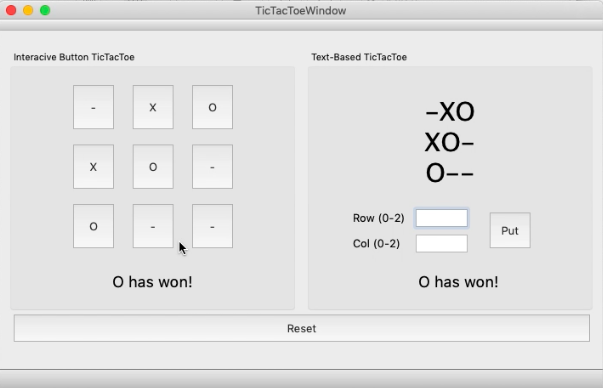 TicTacToeWindow
Interacive Button TicTacToe
- X O
X O -
O - -
O has won!
Text-Based TicTacToe
-XO
XO-
O--
Row (0-2)
Col (0-2)
Put
O has won!
Reset